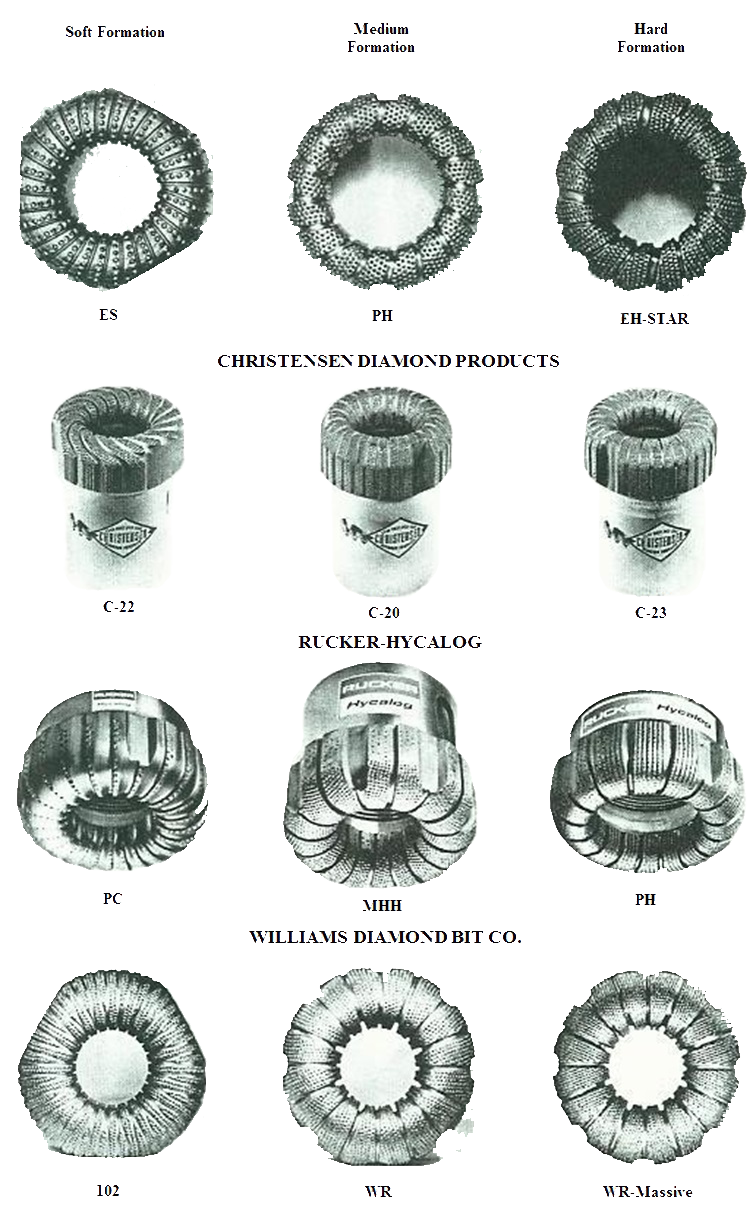 Soft Formation
Medium
Formation
Hard
Formation
ES
PH
EH-STAR
CHRISTENSEN DIAMOND PRODUCTS
CHRISTENSEN
CHRISTENSEN
CHRISTENSEN
C-22
C-20
C-23
RUCKER-HYCALOG
RUCKER
Hycalog
RUCKER Hycalog
PC
MHH
PH
WILLIAMS DIAMOND BIT CO.
102
WR
WR-Massive